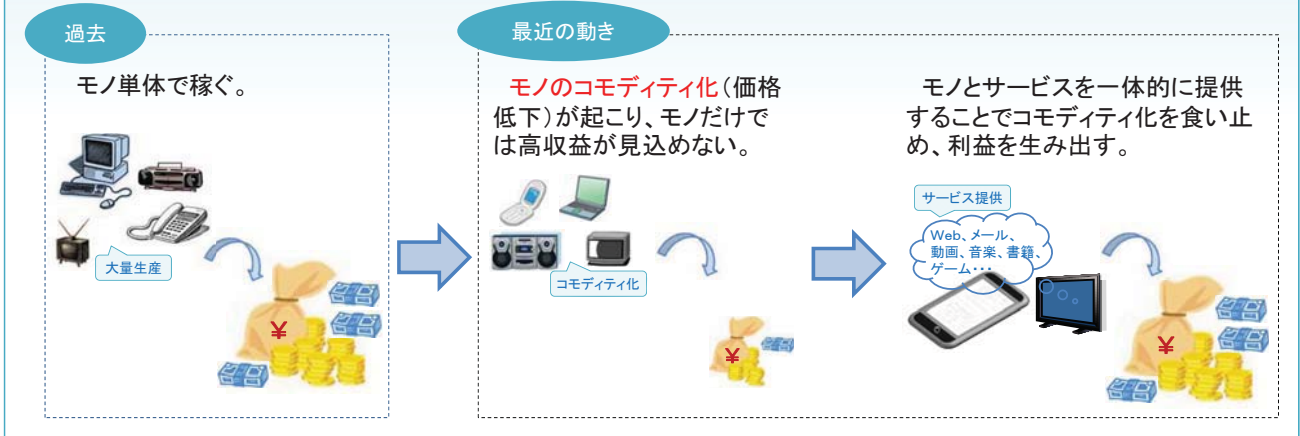 過去
モノ単体で稼ぐ。
大量生産
¥
最近の動き
モノのコモディティ化（価格
低下）が起こり、モノだけで
は高収益が見込めない。
コモディティ化
¥
モノとサービスを一体的に提供
することでコモディティ化を食い止
め、利益を生み出す。
サービス提供
Web、メール、
動画、音楽、書籍、
ゲーム・・・
¥